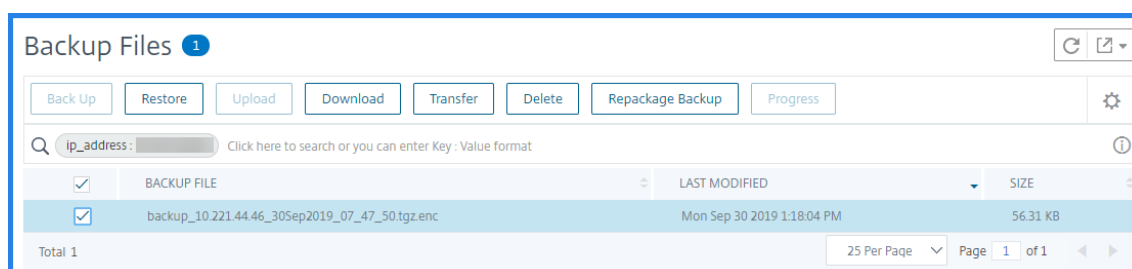 Backup Files 1
Back Up Restore Upload Download Transfer Delete Repackage Backup Progress
ip_address : Click here to search or you can enter Key : Value format
BACKUP FILE LAST MODIFIED SIZE
backup_10.221.44.46_30Sep2019_07_47_50.tgz.enc Mon Sep 30 2019 1:18:04 PM 56.31 KB
Total 1 25 Per Page Page 1 of 1